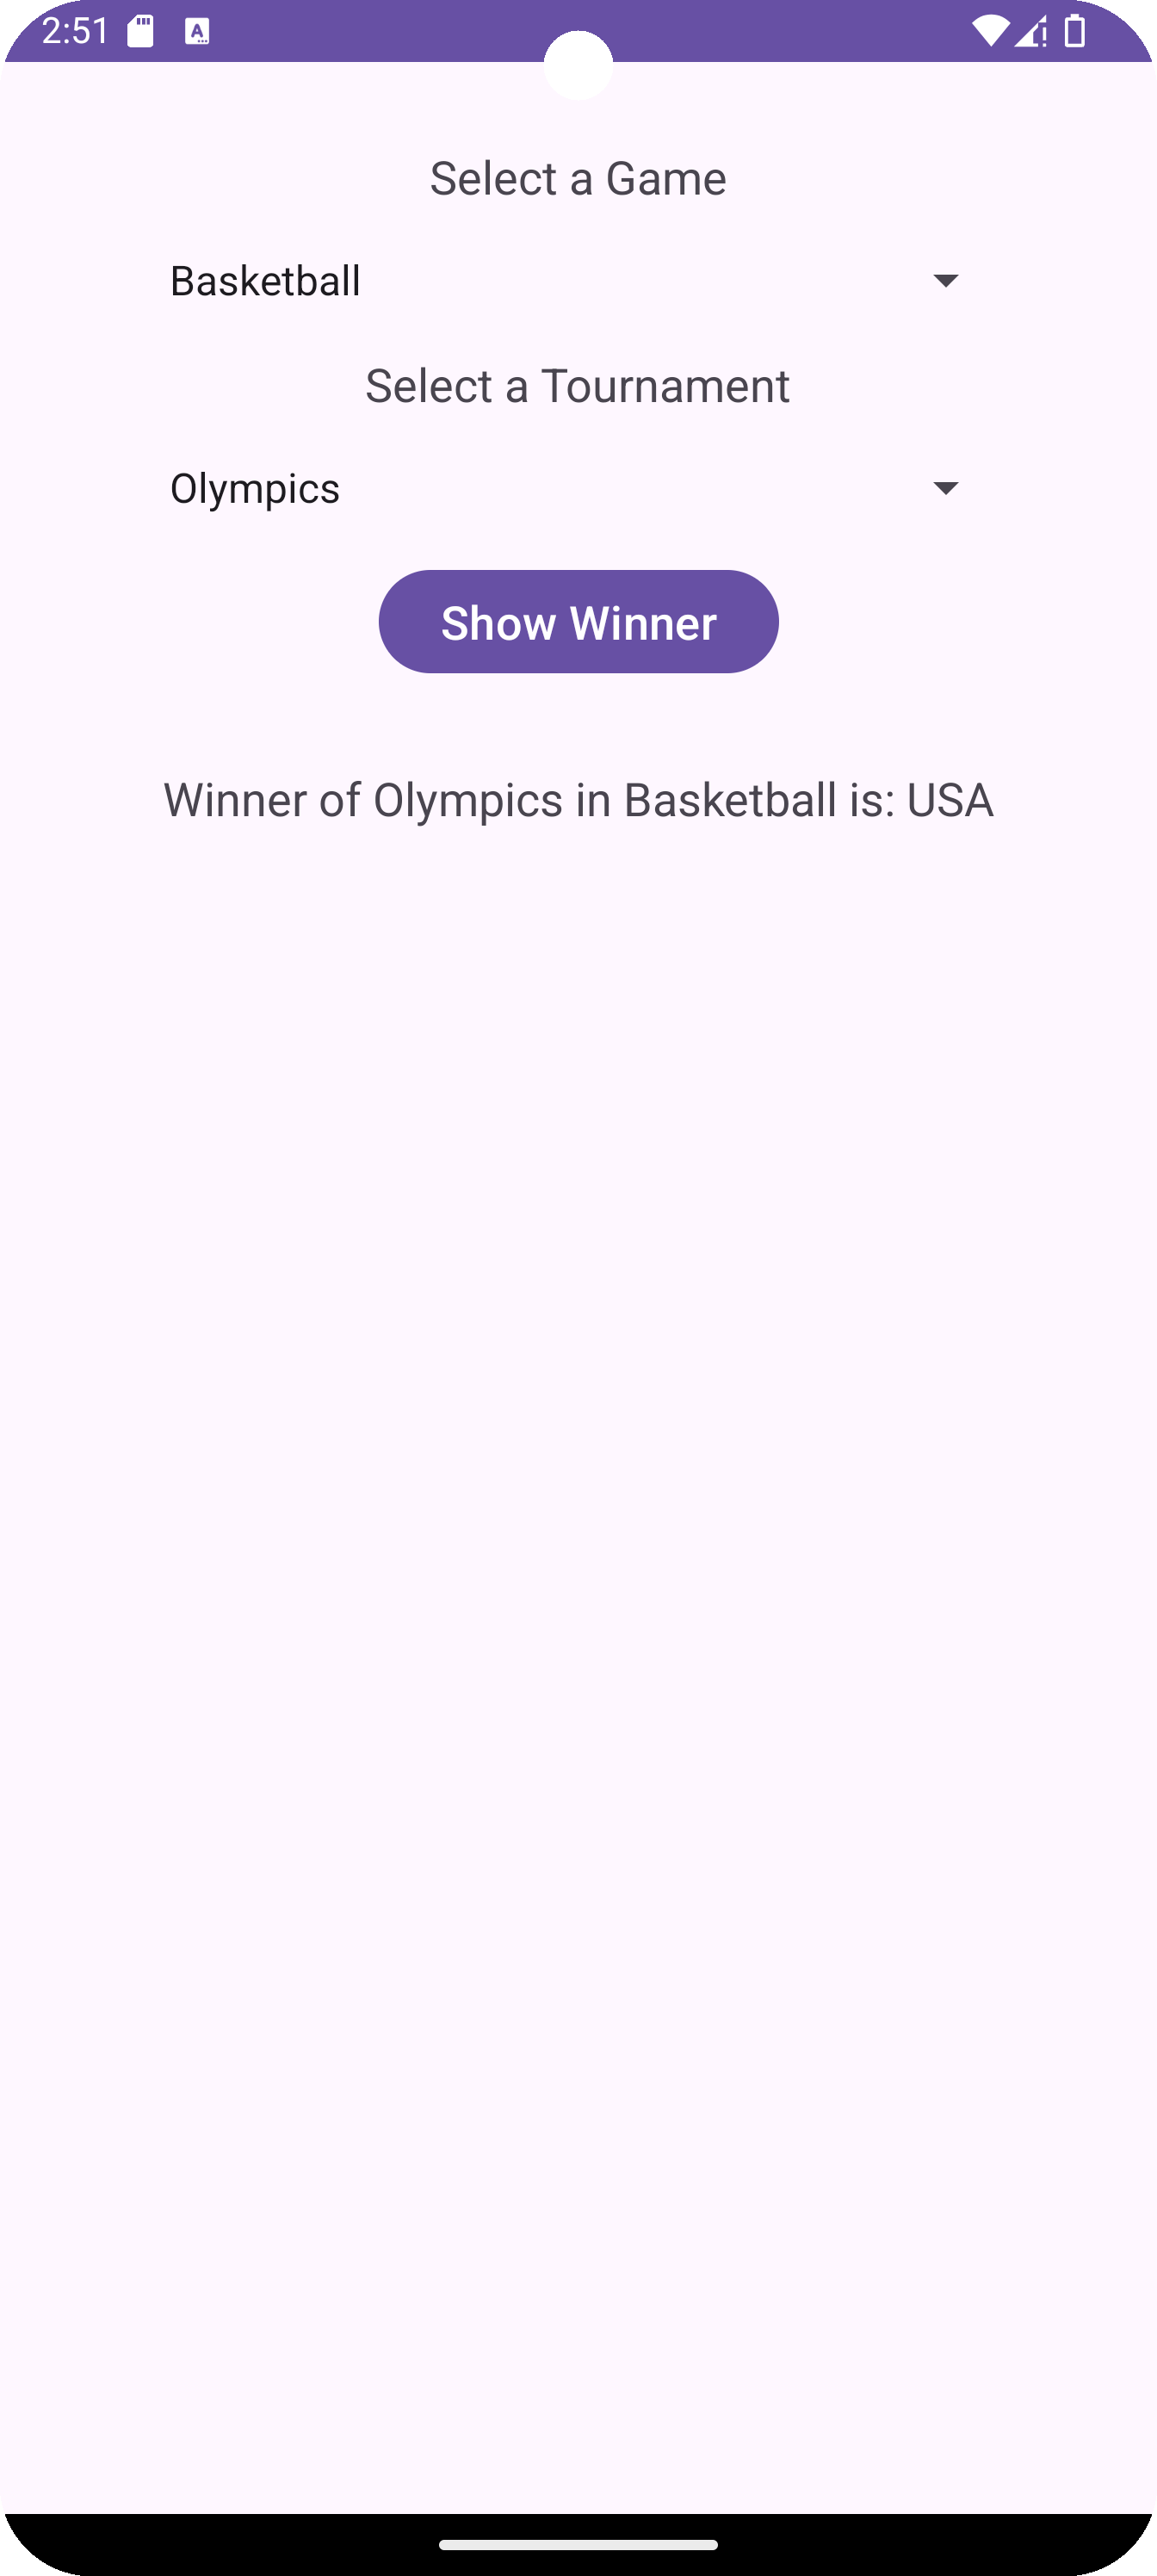 2:51
Select a Game
Basketball
Select a Tournament
Olympics
Show Winner
Winner of Olympics in Basketball is: USA